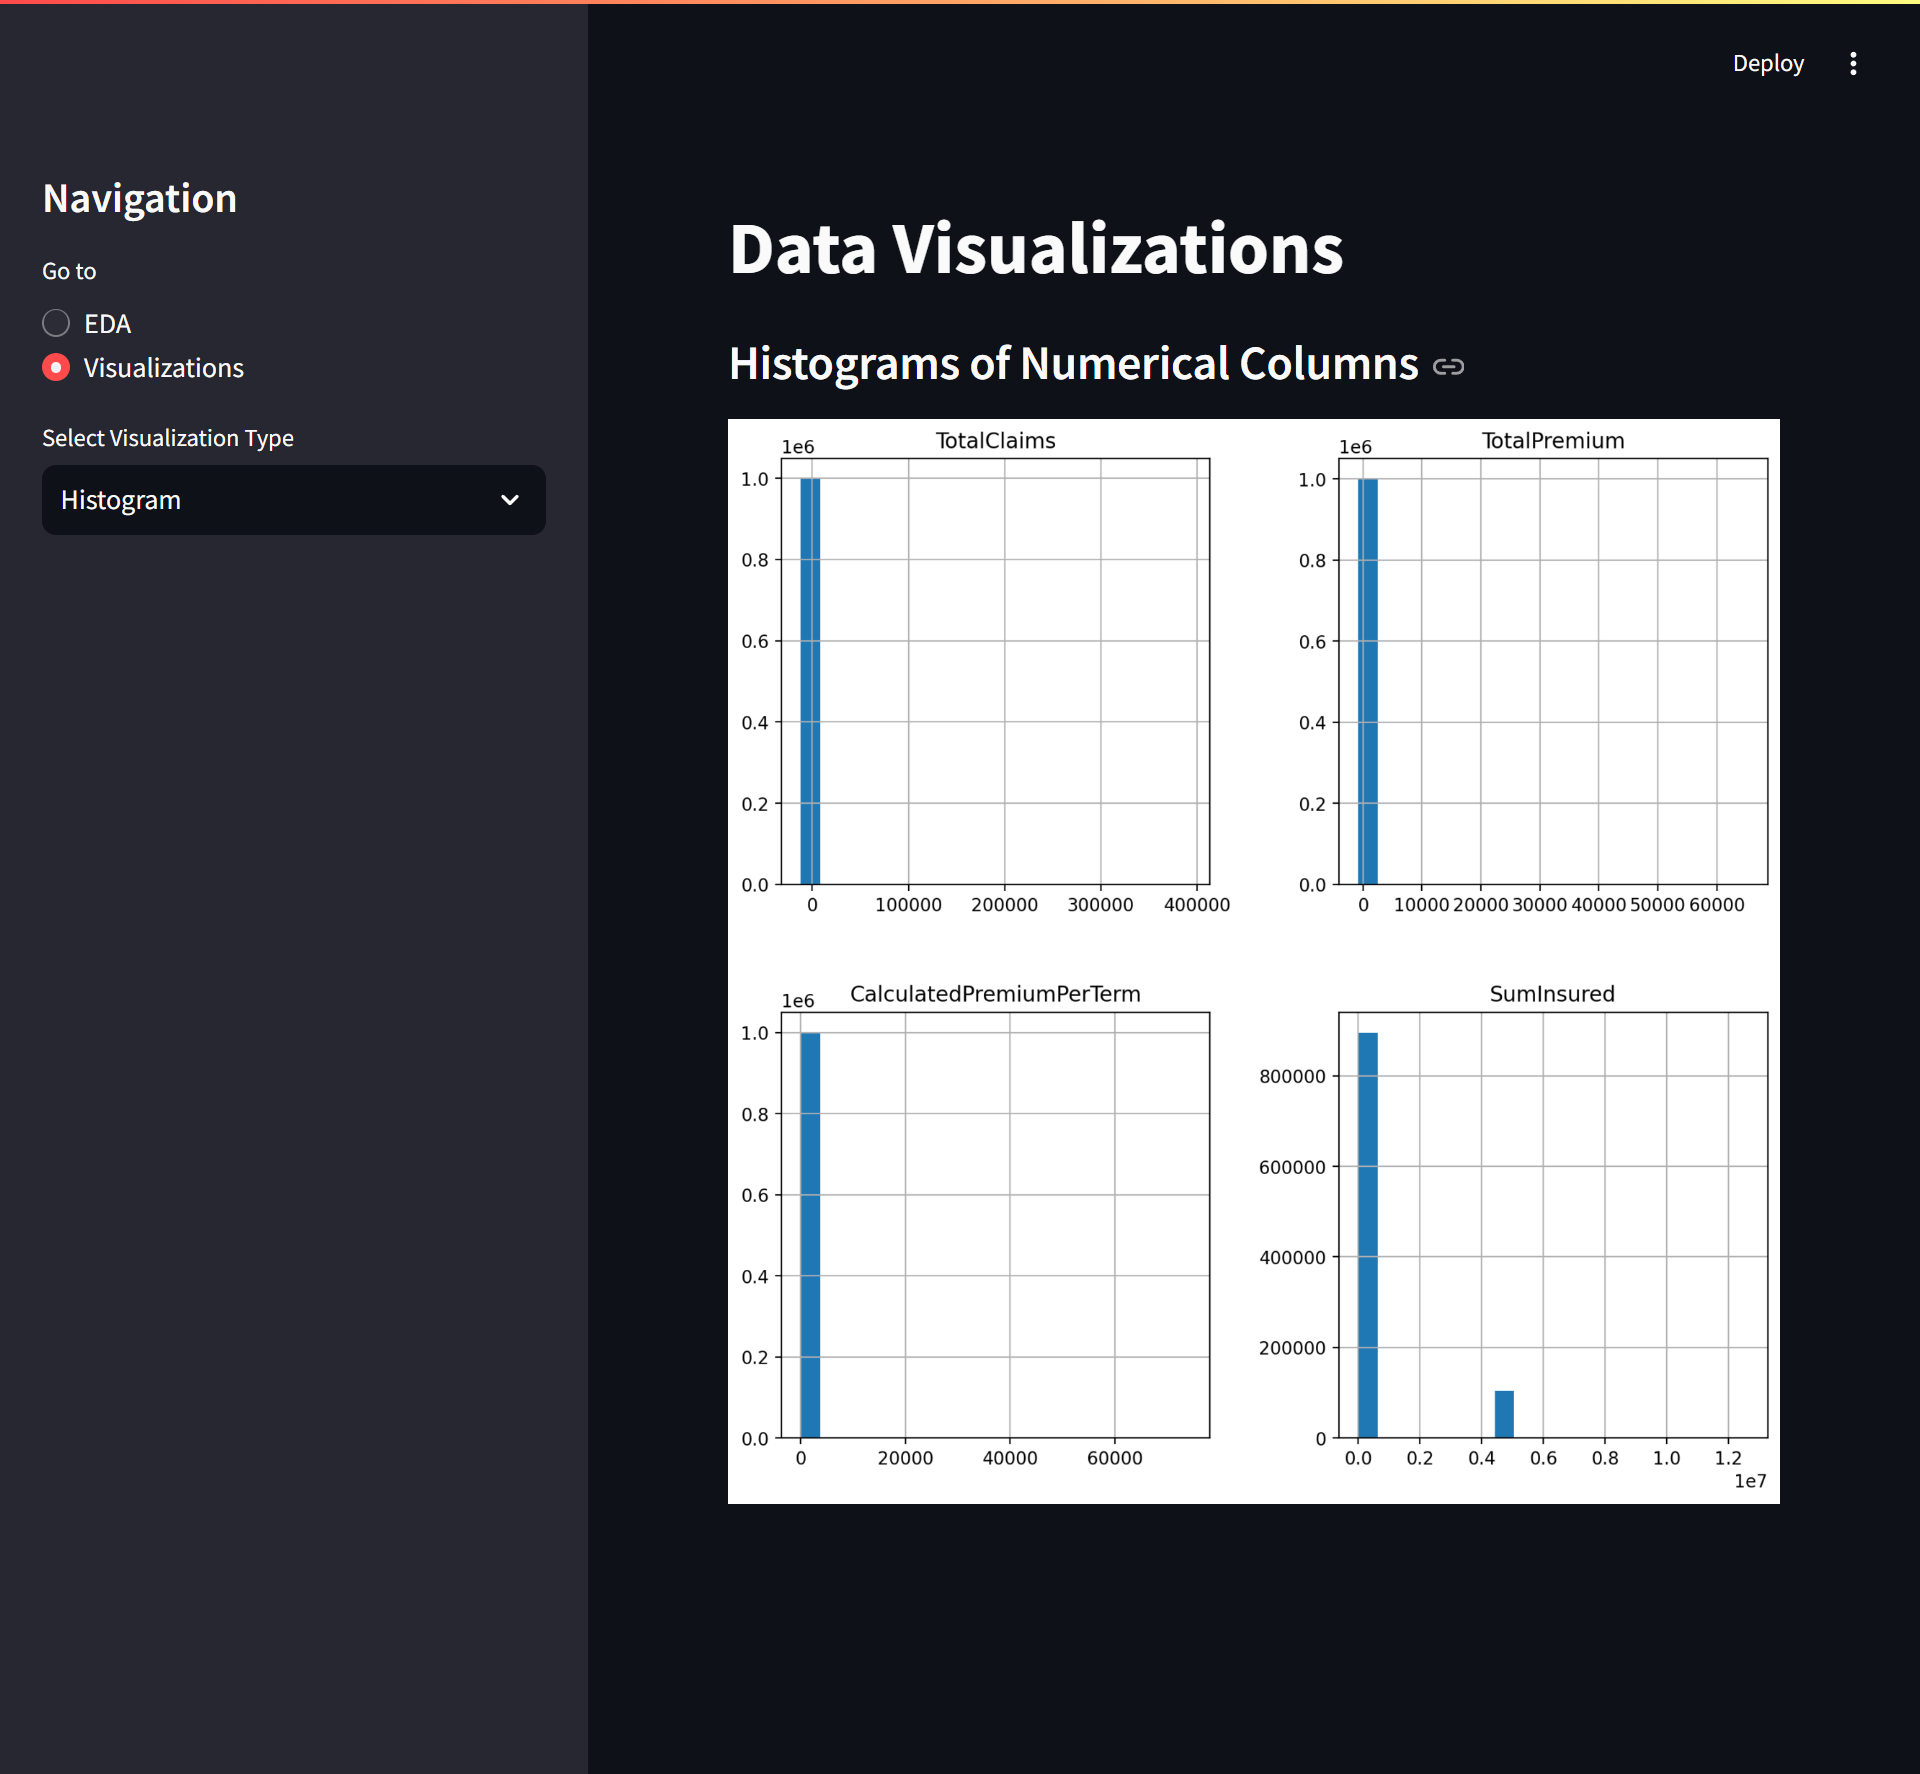 Deploy
Navigation
Go to
EDA
Visualizations
Select Visualization Type
Histogram
Data Visualizations
Histograms of Numerical Columns
TotalClaims
1e6
1.0
0.8
0.6
0.4
0.2
0.0
0 100000 200000 300000 400000
TotalPremium
1e6
1.0
0.8
0.6
0.4
0.2
0.0
0 10000 20000 30000 40000 50000 60000
CalculatedPremiumPerTerm
1e6
1.0
0.8
0.6
0.4
0.2
0.0
0 20000 40000 60000
SumInsured
800000
600000
400000
200000
0
0.0 0.2 0.4 0.6 0.8 1.0 1.2
1e7